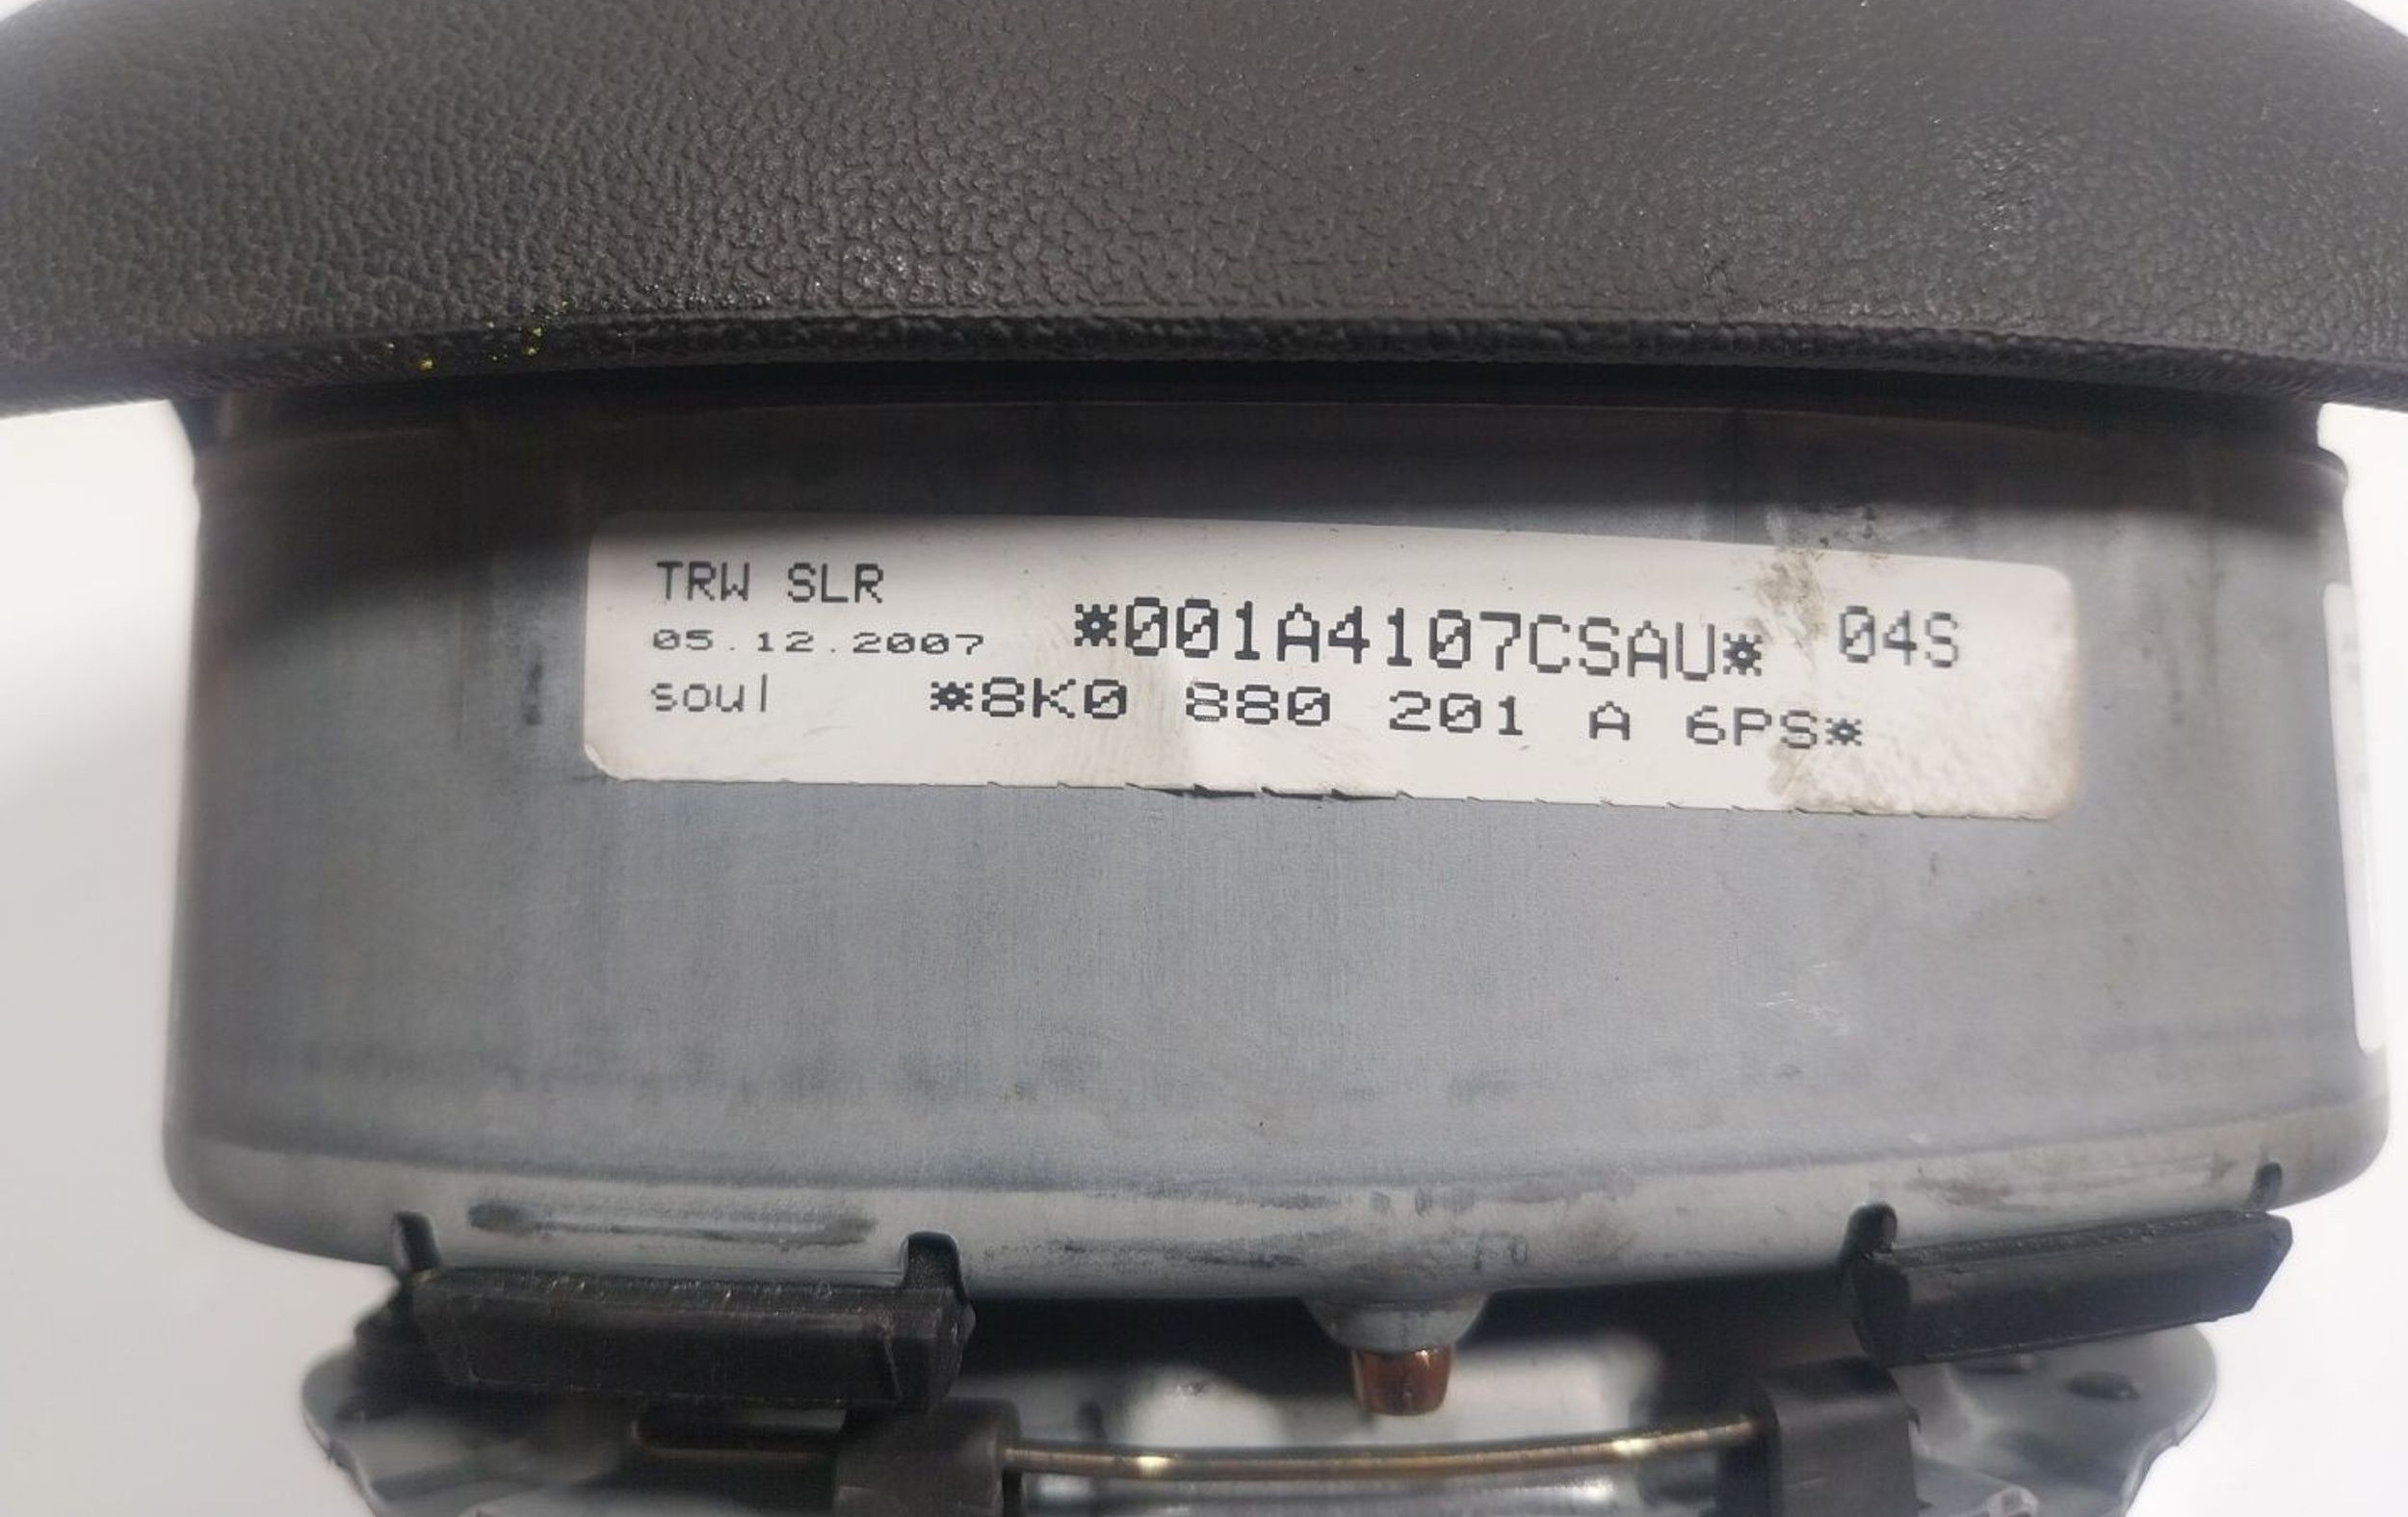 TRW SLR
05.12.2007 *001A4107CSAU* 04S
soul *8K0 880 201 A 6PS*